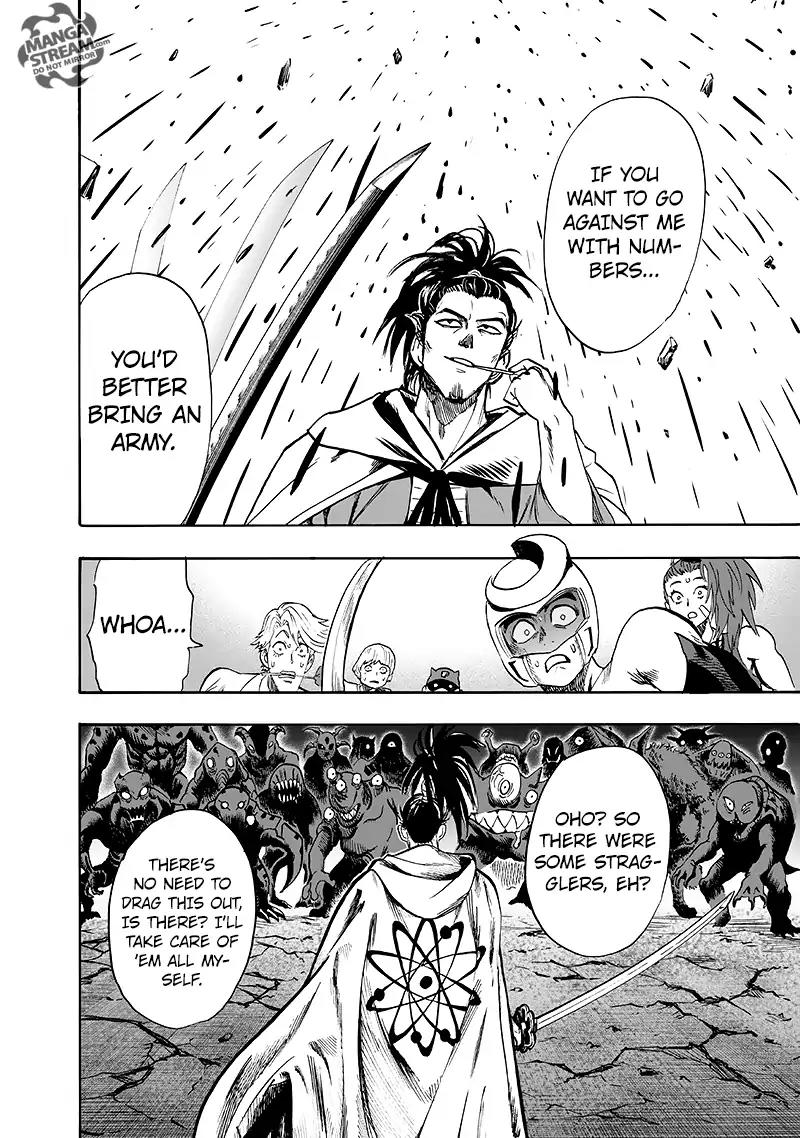 MANGA
STREAM
DO NOT MIRROR
IF YOU
WANT TO GO
AGAINST ME
WITH NUM-
BERS...
YOU'D
BETTER
BRING AN
ARMY.
WHOA...
OHO? SO
THERE WERE
SOME STRAG-
GLERS, EH?
THERE'S
NO NEED TO
DRAG THIS OUT,
IS THERE? I'LL
TAKE CARE OF
'EM ALL MY-
SELF.